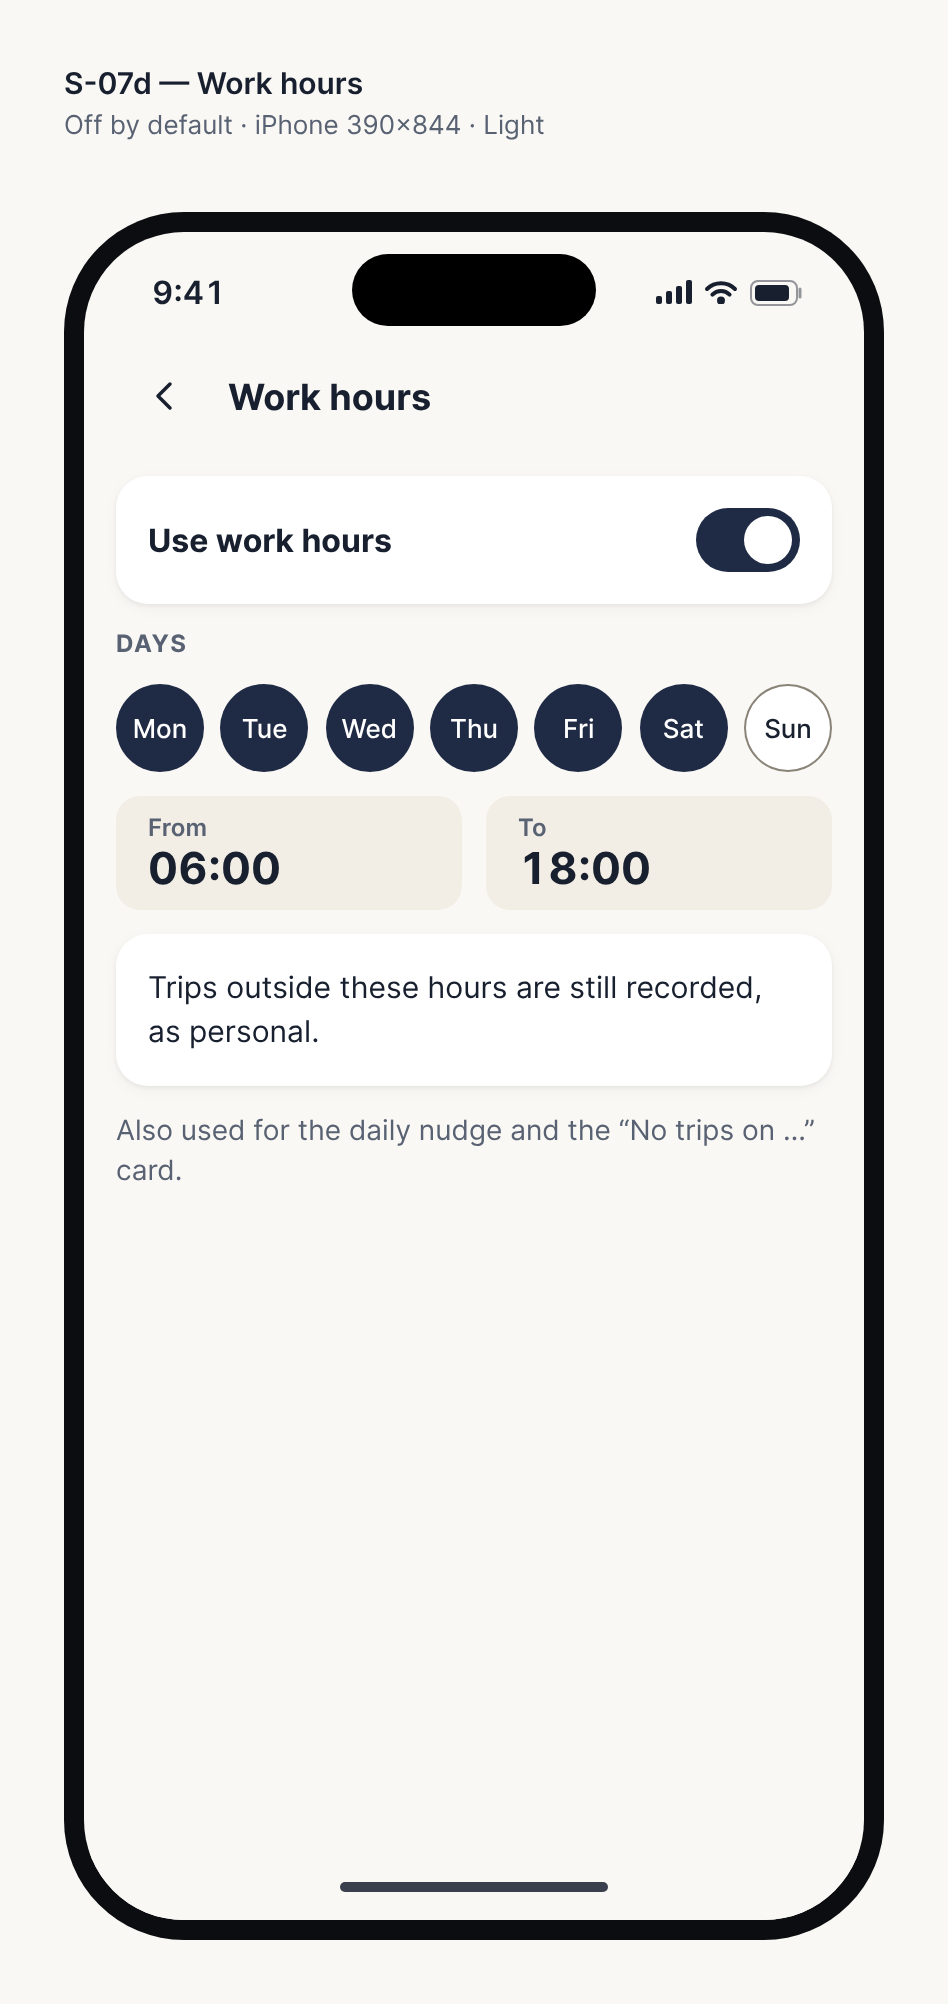 S-07d — Work hours
Off by default · iPhone 390×844 · Light
9:41
Work hours
Use work hours
DAYS
Mon Tue Wed Thu Fri Sat Sun
From To
06:00 18:00
Trips outside these hours are still recorded,
as personal.
Also used for the daily nudge and the “No trips on …”
card.